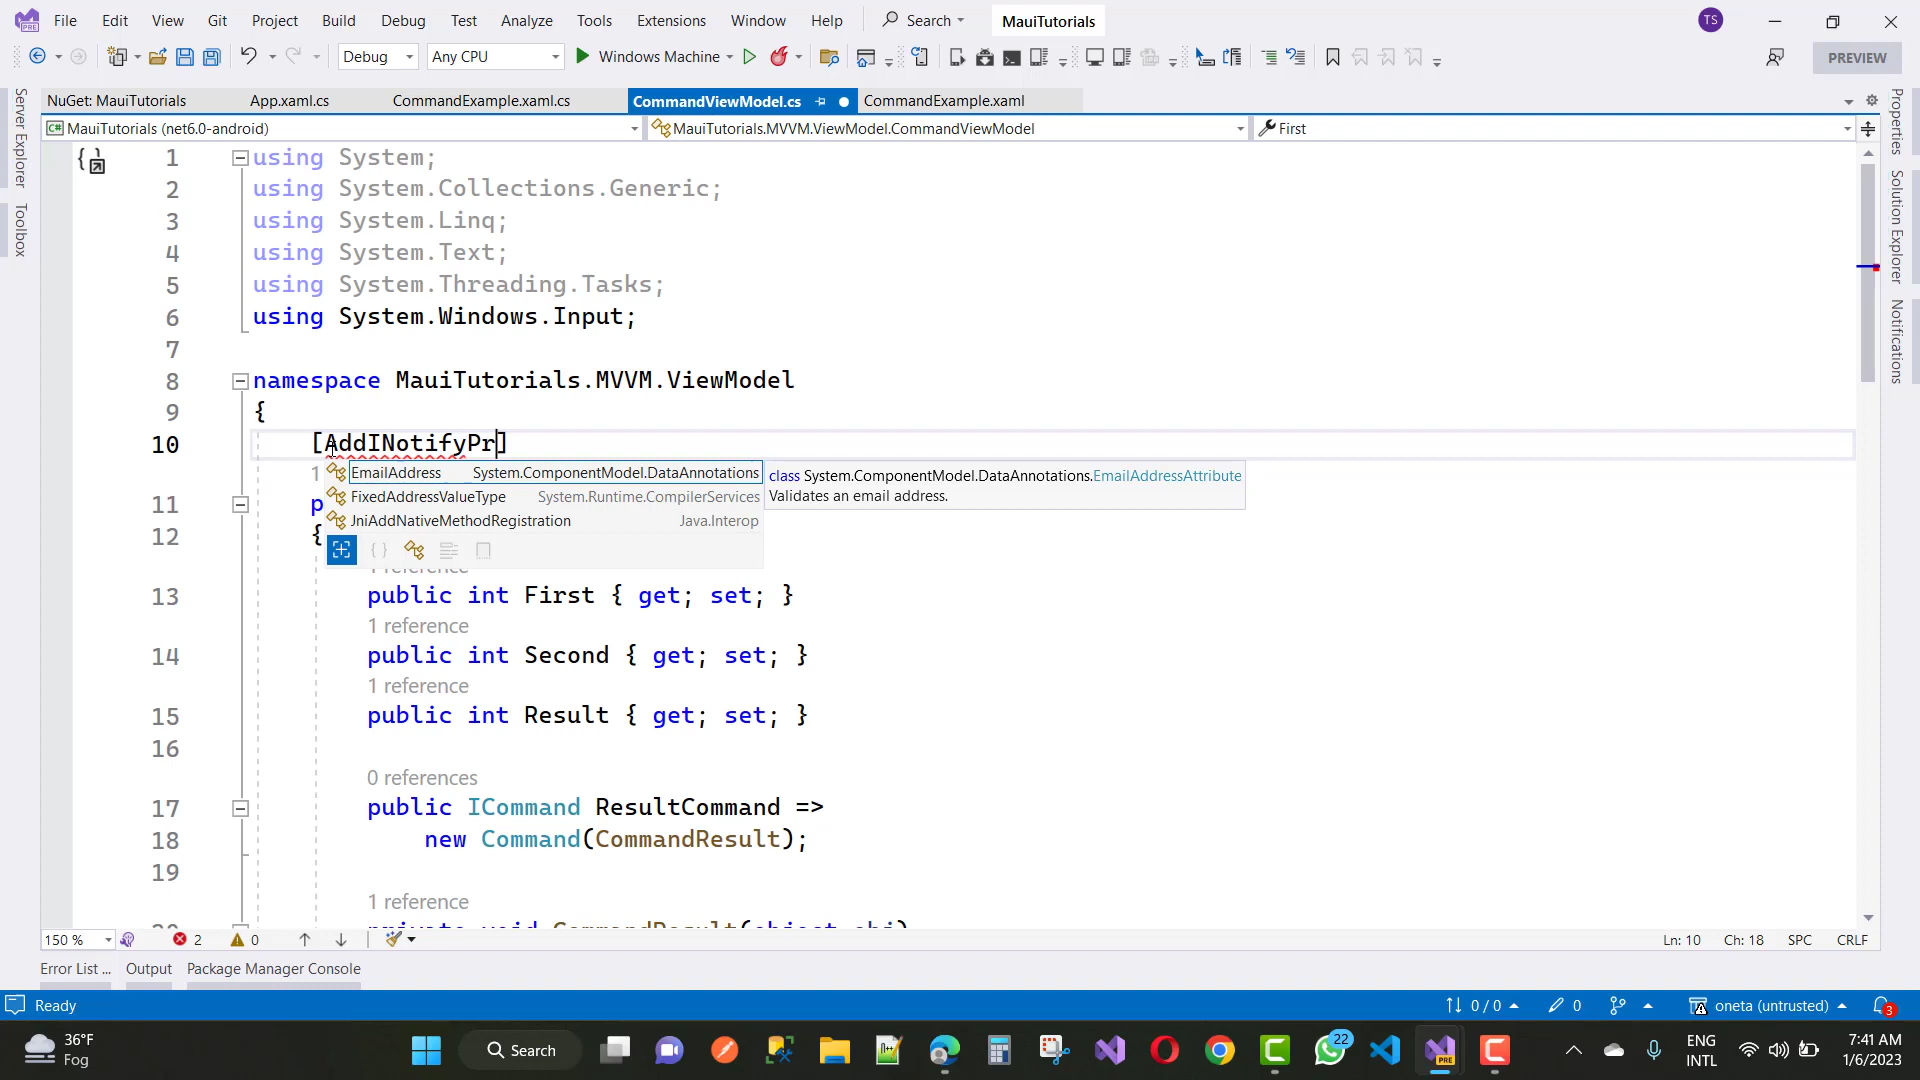 File Edit View Git Project Build Debug Test Analyze Tools Extensions Window Help Search MauiTutorials TS
Debug Any CPU Windows Machine PREVIEW
NuGet: MauiTutorials App.xaml.cs CommandExample.xaml.cs CommandViewModel.cs CommandExample.xaml
MauiTutorials (net6.0-android) MauiTutorials.MVVM.ViewModel.CommandViewModel First
Server Explorer
Toolbox
Properties
Solution Explorer
Notifications
1 using System;
2 using System.Collections.Generic;
3 using System.Linq;
4 using System.Text;
5 using System.Threading.Tasks;
6 using System.Windows.Input;
7
8 namespace MauiTutorials.MVVM.ViewModel
9 {
10 [AddINotifyPr]
EmailAddress System.ComponentModel.DataAnnotations
FixedAddressValueType System.Runtime.CompilerServices
JniAddNativeMethodRegistration Java.Interop
class System.ComponentModel.DataAnnotations.EmailAddressAttribute
Validates an email address.
1
11 p
12 {
13 public int First { get; set; }
1 reference
14 public int Second { get; set; }
1 reference
15 public int Result { get; set; }
16
0 references
17 public ICommand ResultCommand =>
18 new Command(CommandResult);
19
1 reference
150 % 2 0 Ln: 10 Ch: 18 SPC CRLF
Error List ... Output Package Manager Console
Ready 0 / 0 0 oneta (untrusted) 3
36°F
Fog
Search
22
PRE
ENG
INTL
7:41 AM
1/6/2023